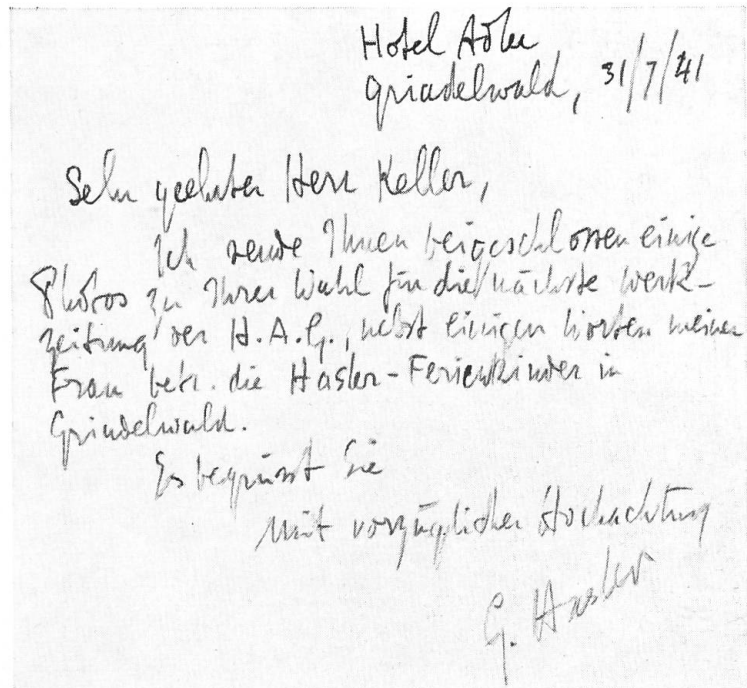 Hotel Adler
Grindelwald, 31/7/41
Sehr geehrter Herr Keller,
Ich sende Ihnen beigeschlossen einige
Photos zu Ihrer Wahl für die nächste Werk-
zeitung der H.A.G., nebst einigen Worten meiner
Frau betr. die Hasler-Ferienkinder in
Grindelwald.
Es begrüsst Sie
mit vorzüglicher Hochachtung
G. Hasler